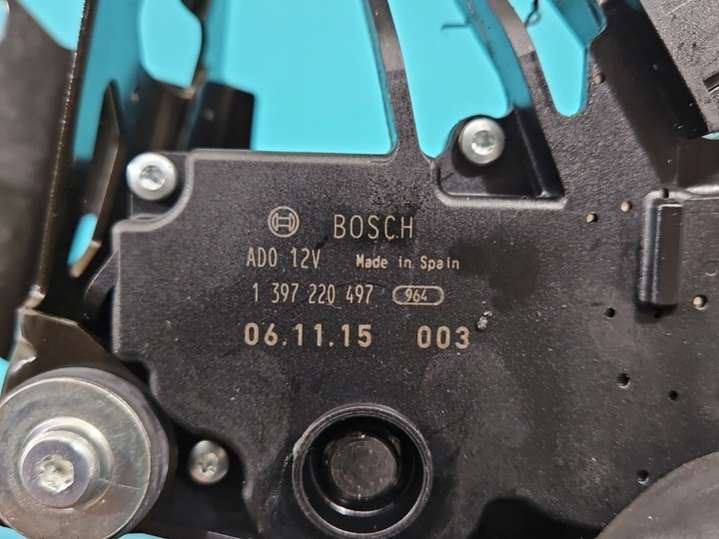 BOSCH
ADO 12V Made in Spain
1 397 220 497 964
06.11.15 003